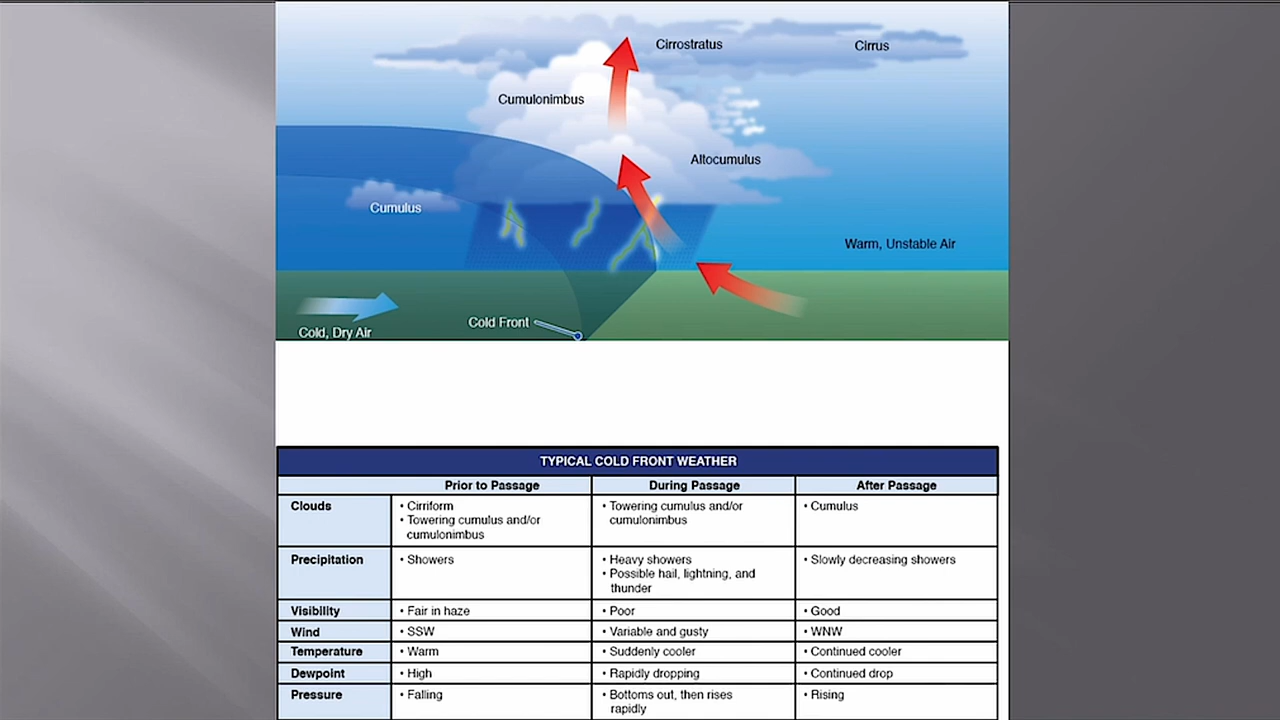 Cirrostratus
Cirrus
Cumulonimbus
Altocumulus
Cumulus
Warm, Unstable Air
Cold Front
Cold, Dry Air
TYPICAL COLD FRONT WEATHER
Prior to Passage During Passage After Passage
Clouds • Cirriform • Towering cumulus and/or • Cumulus
• Towering cumulus and/or cumulonimbus
cumulonimbus
Precipitation • Showers • Heavy showers • Slowly decreasing showers
• Possible hail, lightning, and
thunder
Visibility • Fair in haze • Poor • Good
Wind • SSW • Variable and gusty • WNW
Temperature • Warm • Suddenly cooler • Continued cooler
Dewpoint • High • Rapidly dropping • Continued drop
Pressure • Falling • Bottoms out, then rises • Rising
rapidly